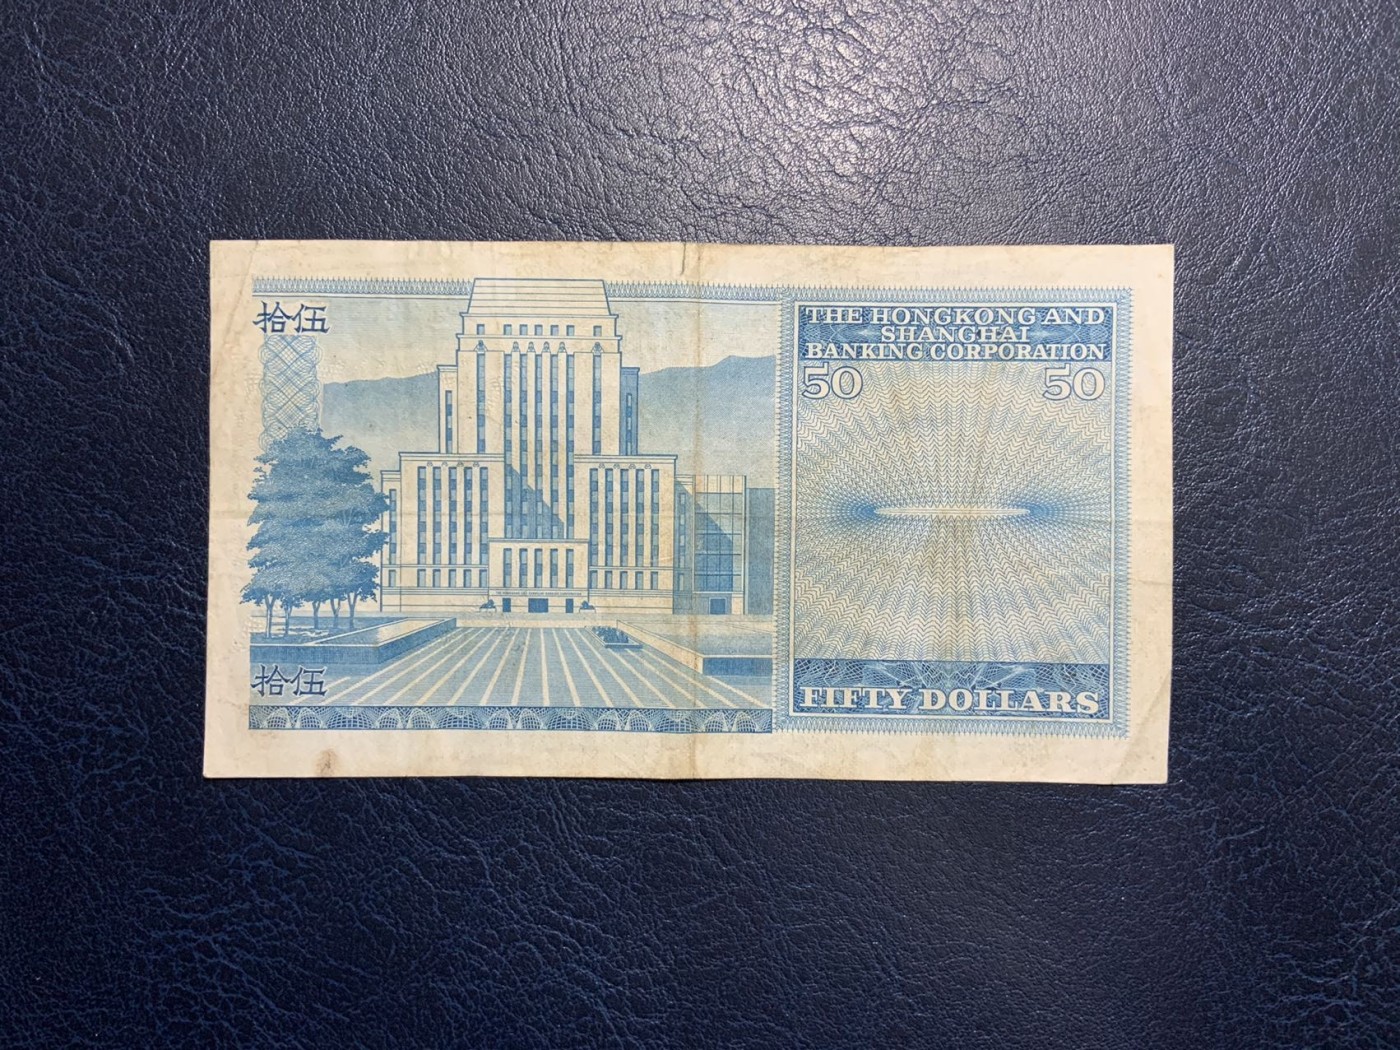 拾伍
THE HONGKONG AND
SHANGHAI
BANKING CORPORATION
50 50
拾伍
FIFTY DOLLARS